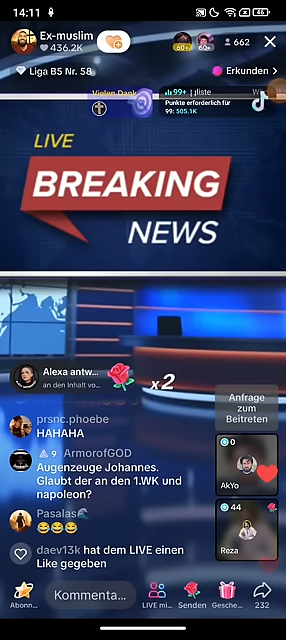 14:11
46
Ex-muslim
436.2K
60+
60+
662
Liga B5 Nr. 58
Erkunden >
Vielen Dank
99+
liste
Punkte erforderlich für
99: 505.1K
LIVE
BREAKING
NEWS
Alexa antw...
an den Inhalt vo...
x2
Anfrage
zum
Beitreten
prsnc.phoebe
HAHAHA
9 ArmorofGOD
Augenzeuge Johannes.
Glaubt der an den 1.WK und
napoleon?
0
AkYo
Pasalas
daev13k hat dem LIVE einen
Like gegeben
44
Reza
Kommenta...
Abonn...
LIVE mi...
Senden
Gesche...
232